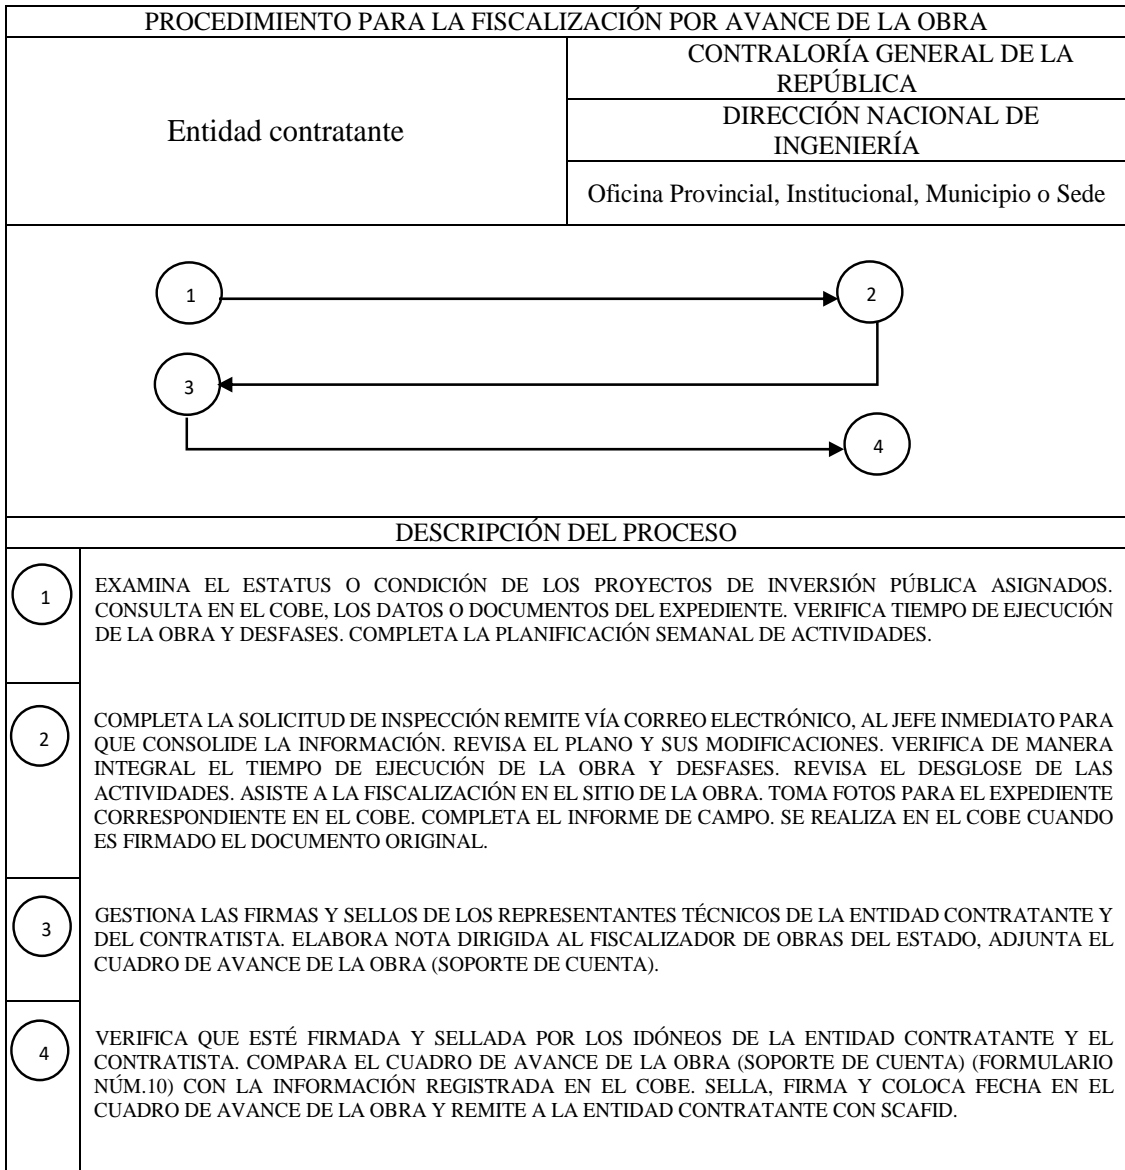 PROCEDIMIENTO PARA LA FISCALIZACIÓN POR AVANCE DE LA OBRA
Entidad contratante
CONTRALORÍA GENERAL DE LA
REPÚBLICA
DIRECCIÓN NACIONAL DE
INGENIERÍA
Oficina Provincial, Institucional, Municipio o Sede
1
2
3
4
DESCRIPCIÓN DEL PROCESO
1
EXAMINA EL ESTATUS O CONDICIÓN DE LOS PROYECTOS DE INVERSIÓN PÚBLICA ASIGNADOS.
CONSULTA EN EL COBE, LOS DATOS O DOCUMENTOS DEL EXPEDIENTE. VERIFICA TIEMPO DE EJECUCIÓN
DE LA OBRA Y DESFASES. COMPLETA LA PLANIFICACIÓN SEMANAL DE ACTIVIDADES.
2
COMPLETA LA SOLICITUD DE INSPECCIÓN REMITE VÍA CORREO ELECTRÓNICO, AL JEFE INMEDIATO PARA
QUE CONSOLIDE LA INFORMACIÓN. REVISA EL PLANO Y SUS MODIFICACIONES. VERIFICA DE MANERA
INTEGRAL EL TIEMPO DE EJECUCIÓN DE LA OBRA Y DESFASES. REVISA EL DESGLOSE DE LAS
ACTIVIDADES. ASISTE A LA FISCALIZACIÓN EN EL SITIO DE LA OBRA. TOMA FOTOS PARA EL EXPEDIENTE
CORRESPONDIENTE EN EL COBE. COMPLETA EL INFORME DE CAMPO. SE REALIZA EN EL COBE CUANDO
ES FIRMADO EL DOCUMENTO ORIGINAL.
3
GESTIONA LAS FIRMAS Y SELLOS DE LOS REPRESENTANTES TÉCNICOS DE LA ENTIDAD CONTRATANTE Y
DEL CONTRATISTA. ELABORA NOTA DIRIGIDA AL FISCALIZADOR DE OBRAS DEL ESTADO, ADJUNTA EL
CUADRO DE AVANCE DE LA OBRA (SOPORTE DE CUENTA).
4
VERIFICA QUE ESTÉ FIRMADA Y SELLADA POR LOS IDÓNEOS DE LA ENTIDAD CONTRATANTE Y EL
CONTRATISTA. COMPARA EL CUADRO DE AVANCE DE LA OBRA (SOPORTE DE CUENTA) (FORMULARIO
NÚM.10) CON LA INFORMACIÓN REGISTRADA EN EL COBE. SELLA, FIRMA Y COLOCA FECHA EN EL
CUADRO DE AVANCE DE LA OBRA Y REMITE A LA ENTIDAD CONTRATANTE CON SCAFID.